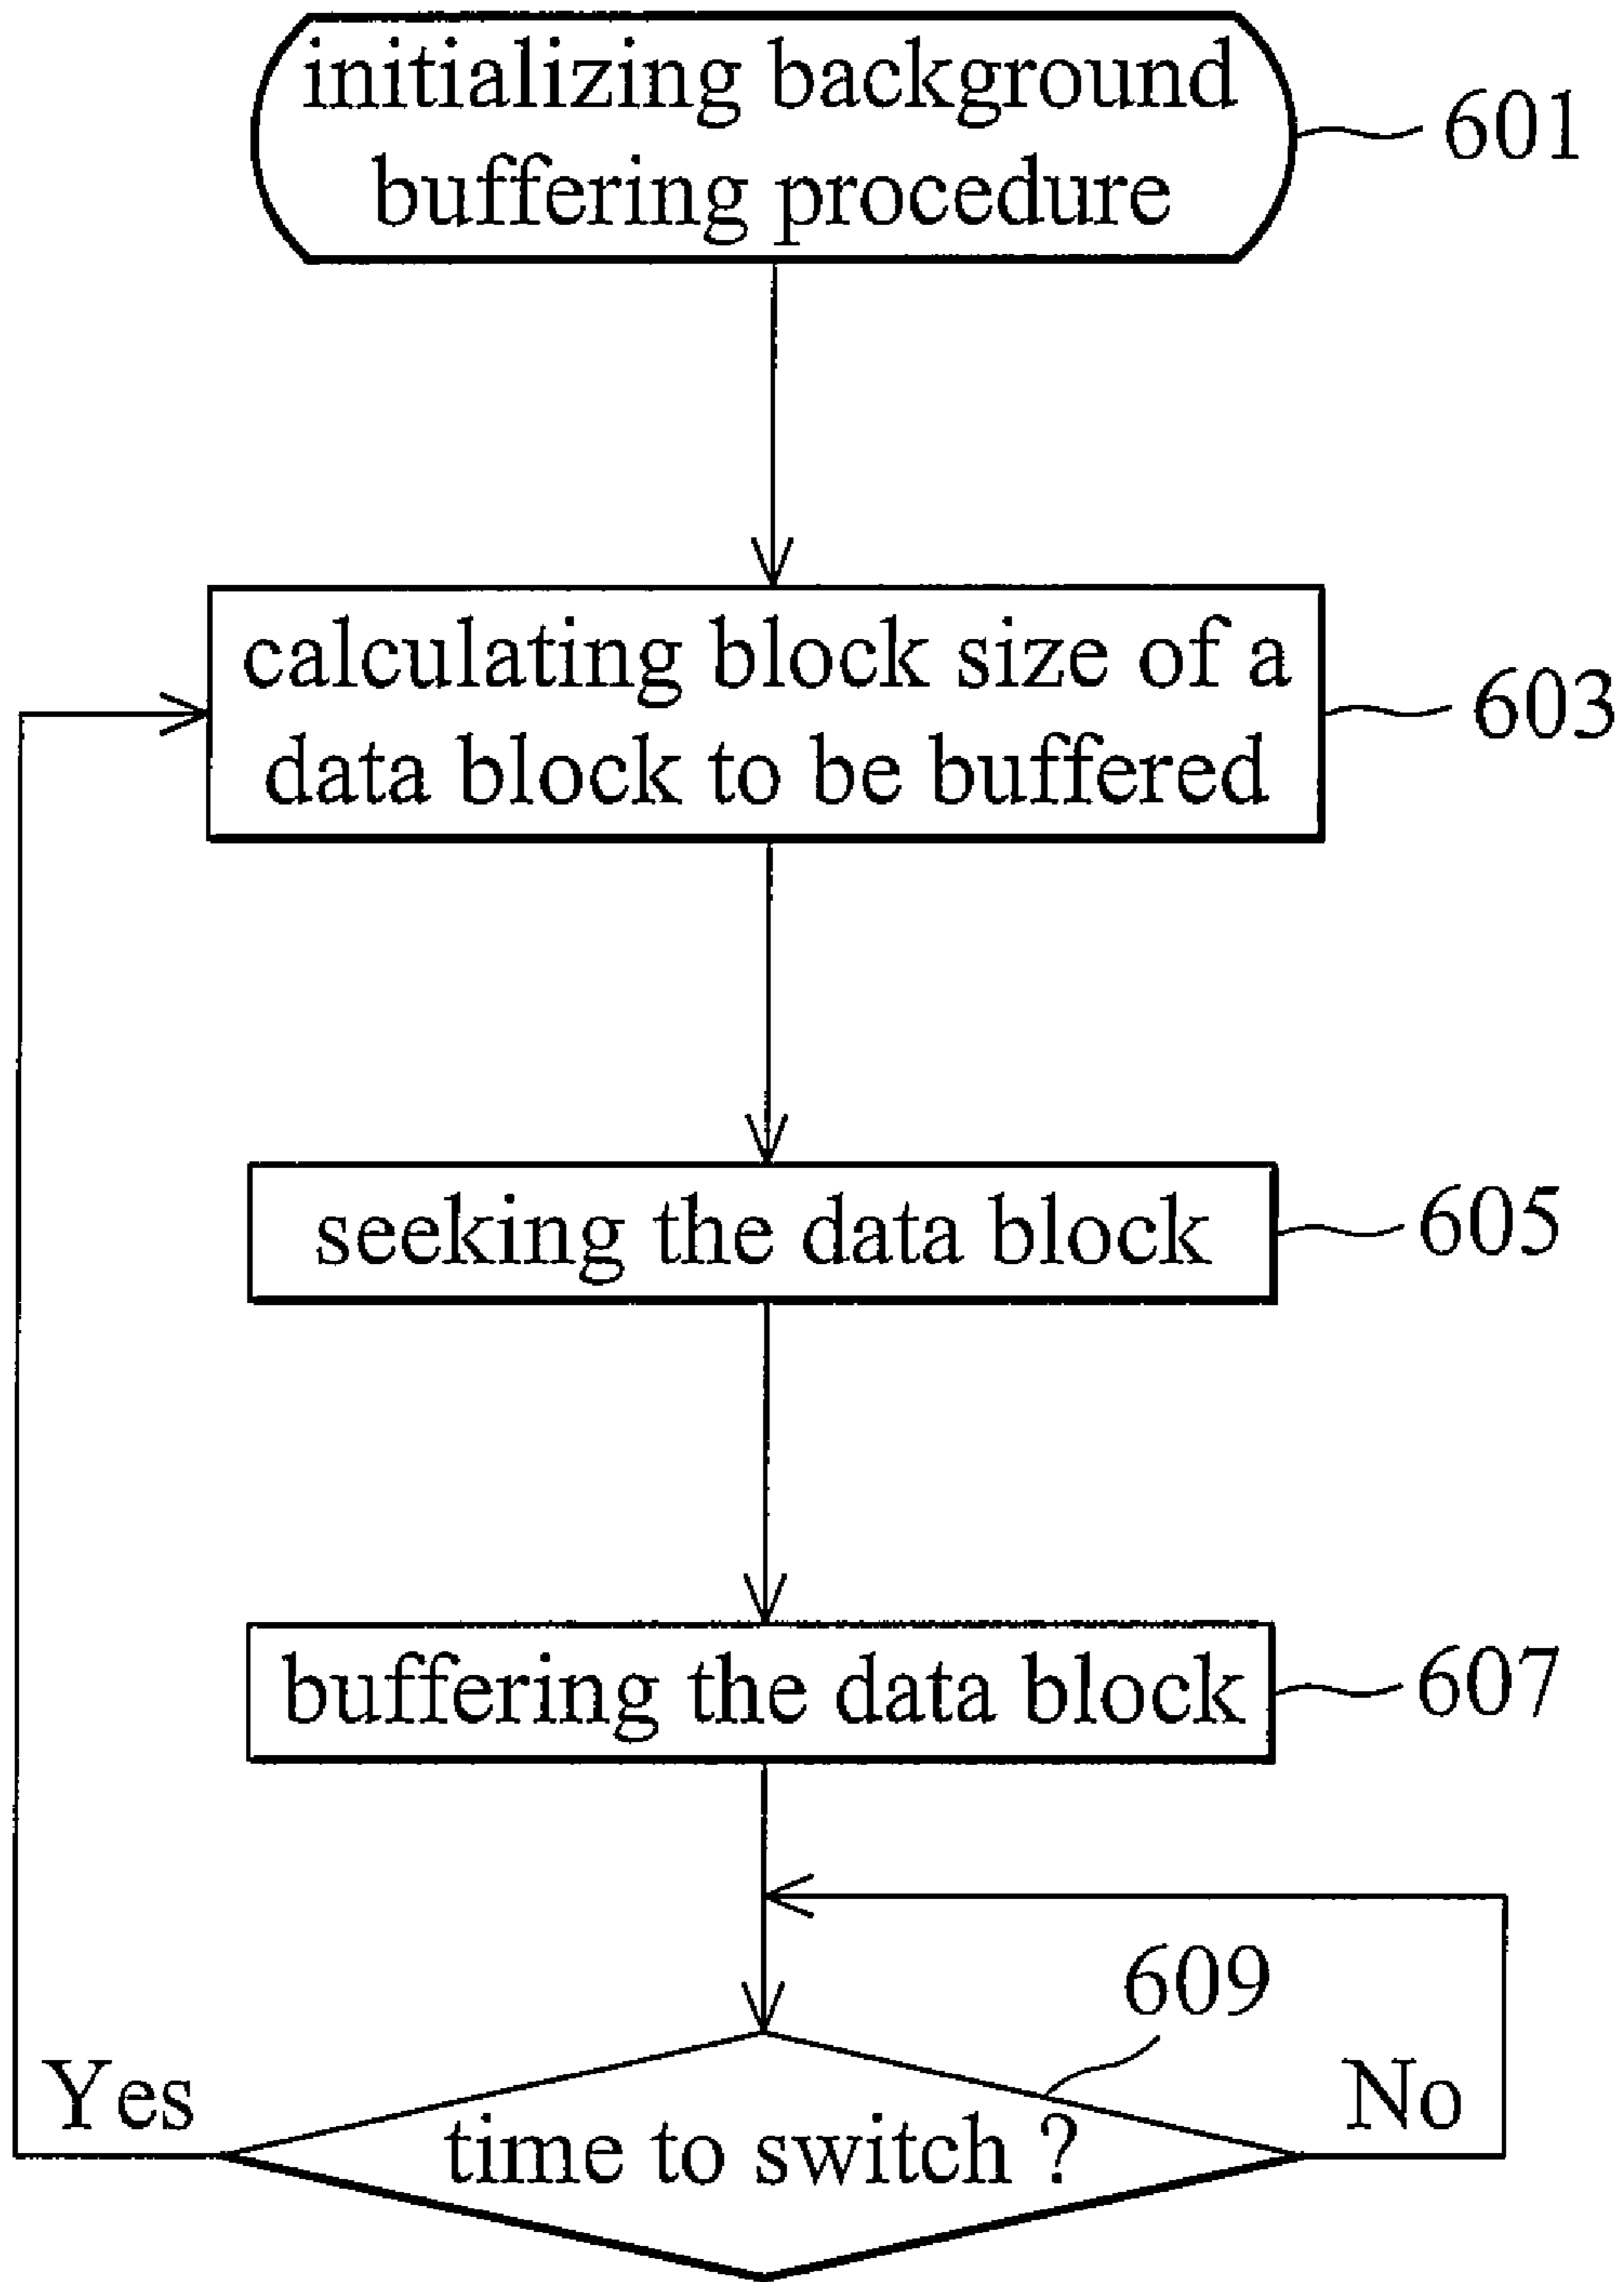 initializing background
buffering procedure
601
calculating block size of a
data block to be buffered
603
seeking the data block
605
buffering the data block
607
609
Yes
time to switch ?
No